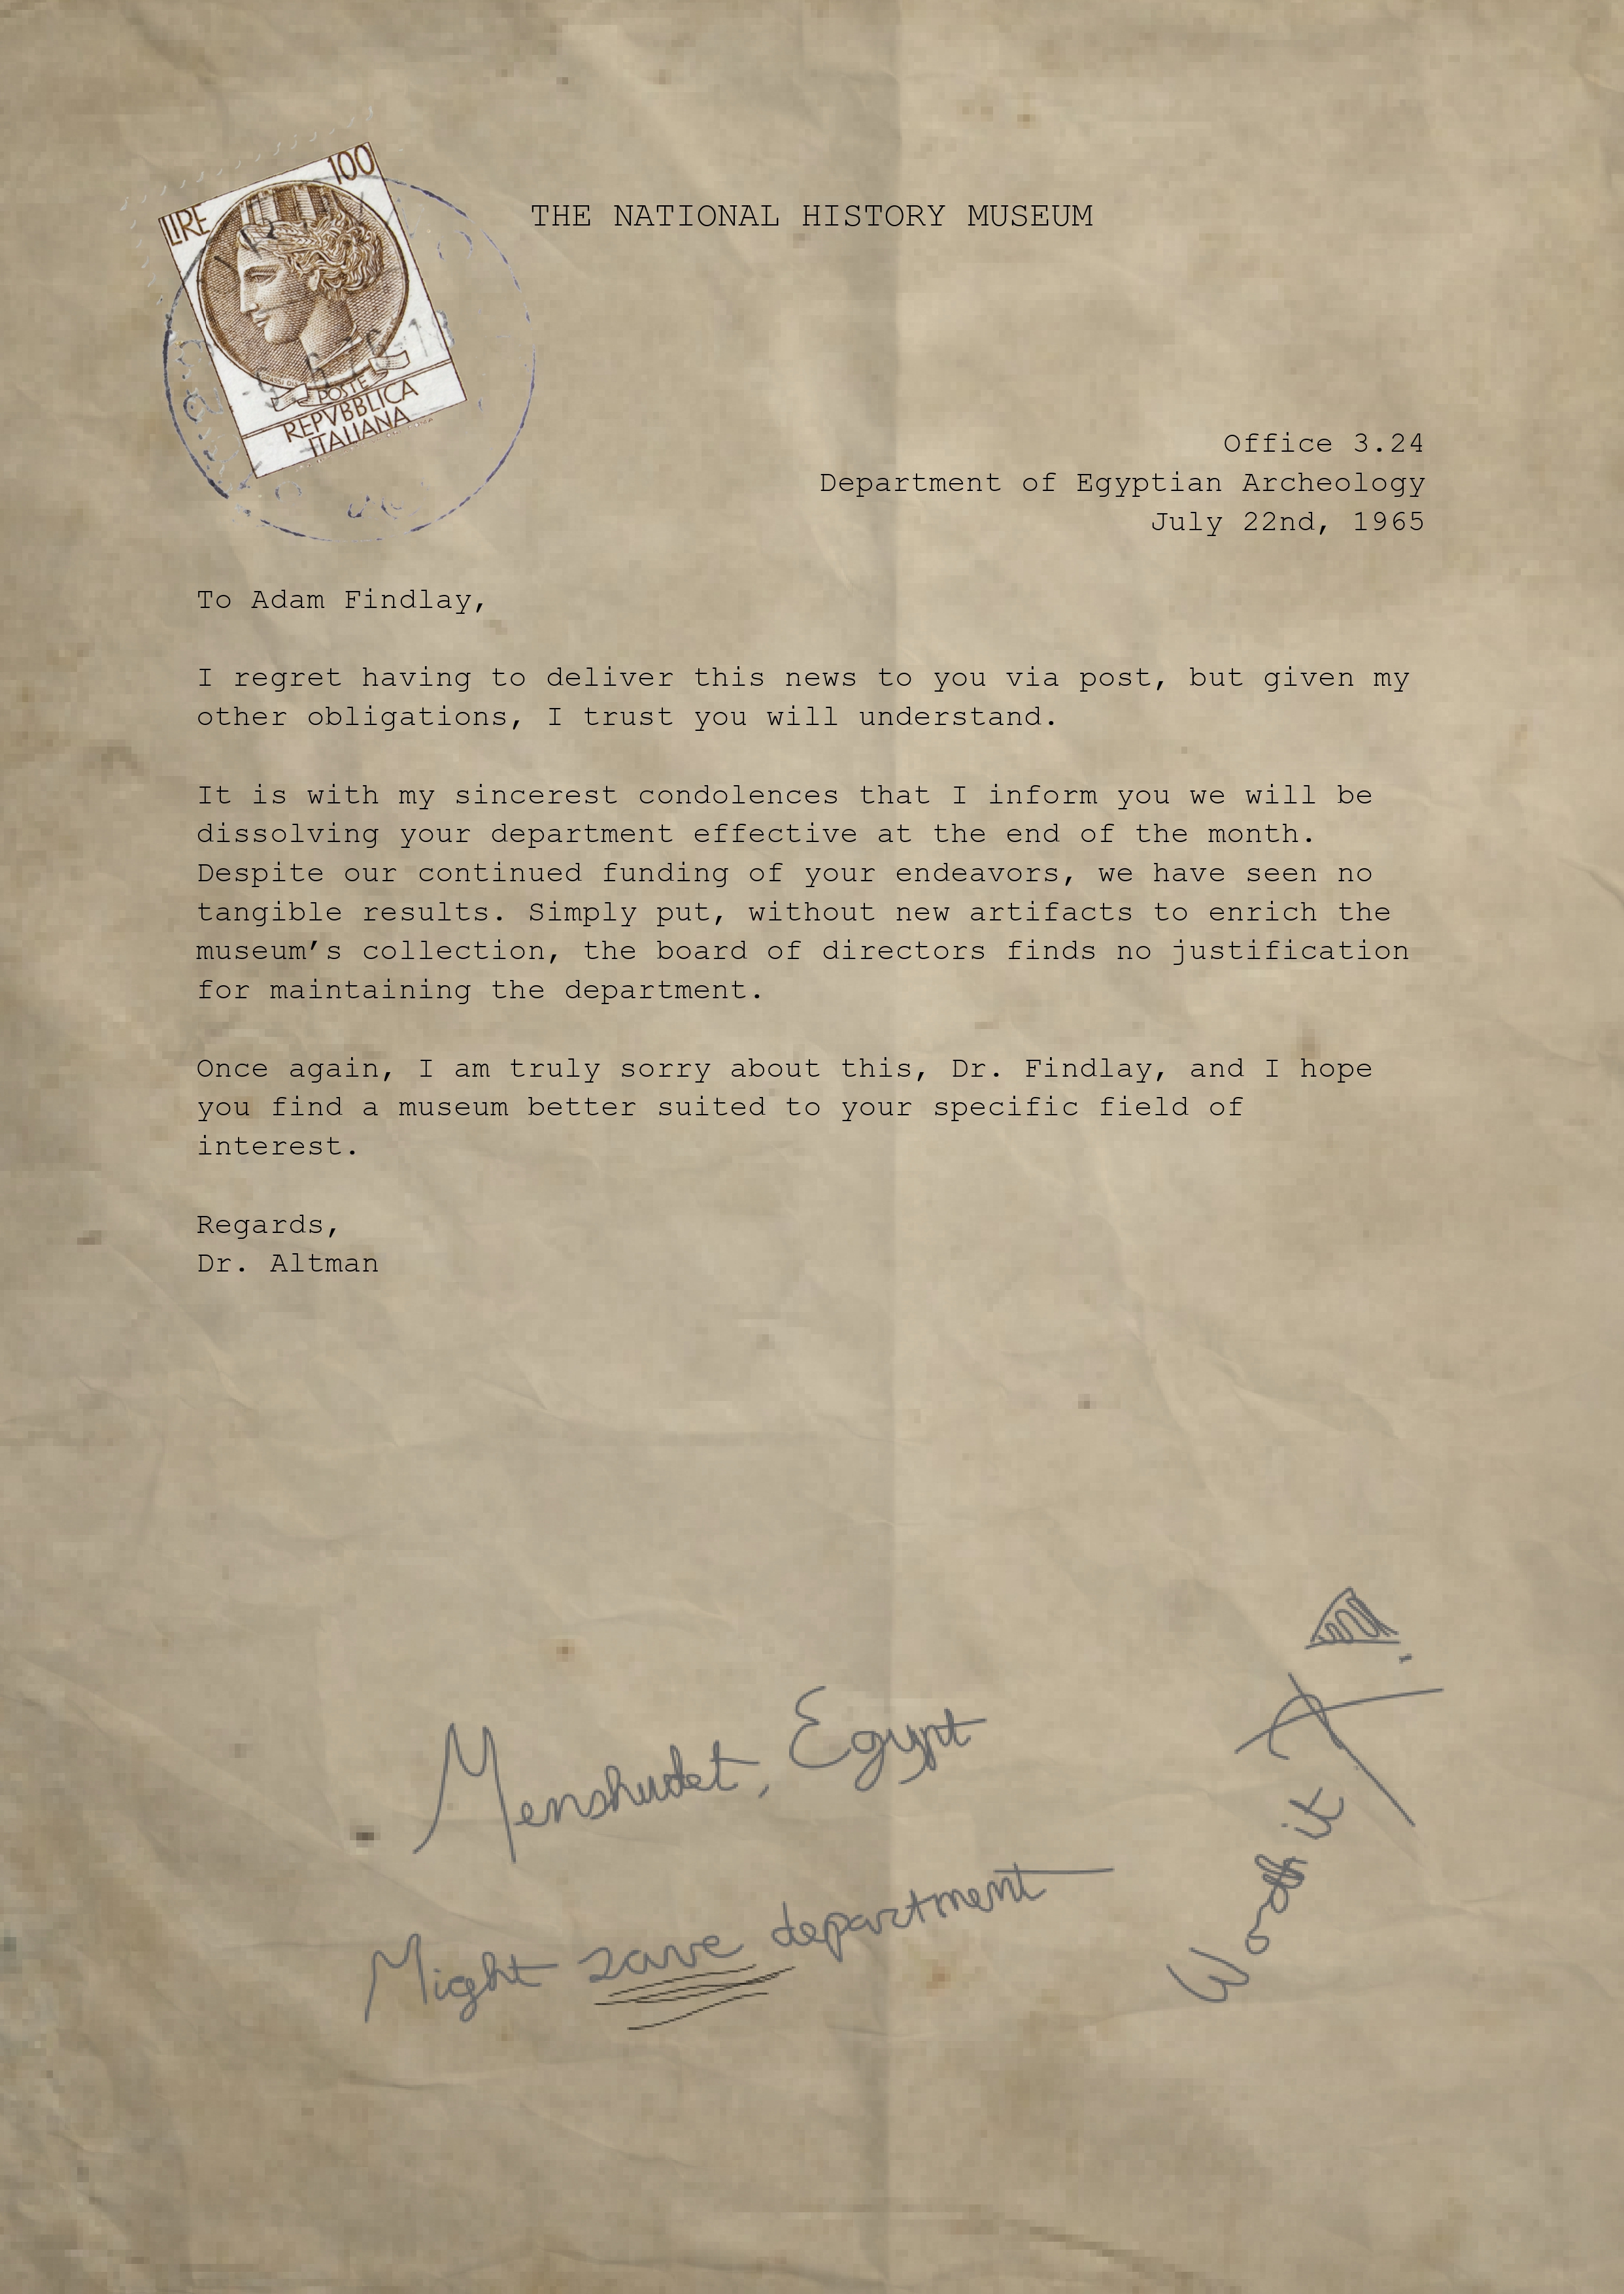 LIRE 100
POSTE
REPVBBLICA
ITALIANA
THE NATIONAL HISTORY MUSEUM
Office 3.24
Department of Egyptian Archeology
July 22nd, 1965
To Adam Findlay,
I regret having to deliver this news to you via post, but given my
other obligations, I trust you will understand.
It is with my sincerest condolences that I inform you we will be
dissolving your department effective at the end of the month.
Despite our continued funding of your endeavors, we have seen no
tangible results. Simply put, without new artifacts to enrich the
museum’s collection, the board of directors finds no justification
for maintaining the department.
Once again, I am truly sorry about this, Dr. Findlay, and I hope
you find a museum better suited to your specific field of
interest.
Regards,
Dr. Altman
Menshudet, Egypt
Might save department
Worth it